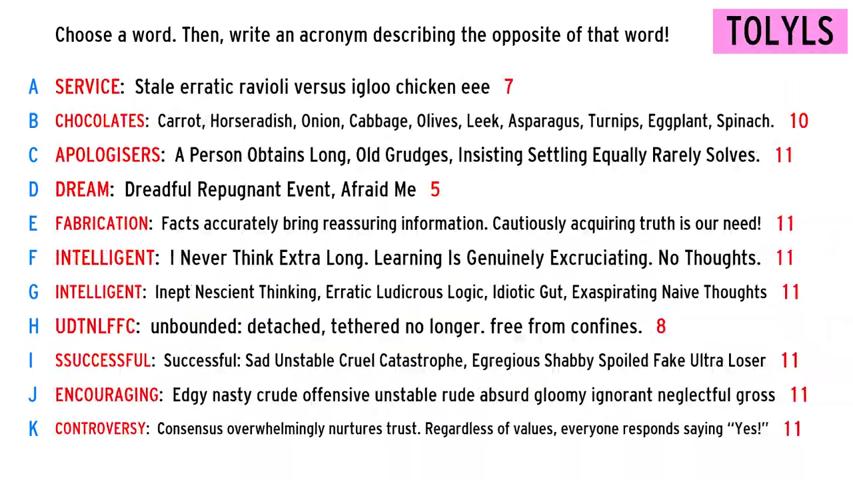 Choose a word. Then, write an acronym describing the opposite of that word!
TOLYLS
A SERVICE: Stale erratic ravioli versus igloo chicken eee 7
B CHOCOLATES: Carrot, Horseradish, Onion, Cabbage, Olives, Leek, Asparagus, Turnips, Eggplant, Spinach. 10
C APOLOGISERS: A Person Obtains Long, Old Grudges, Insisting Settling Equally Rarely Solves. 11
D DREAM: Dreadful Repugnant Event, Afraid Me 5
E FABRICATION: Facts accurately bring reassuring information. Cautiously acquiring truth is our need! 11
F INTELLIGENT: I Never Think Extra Long. Learning Is Genuinely Excruciating. No Thoughts. 11
G INTELLIGENT: Inept Nescient Thinking, Erratic Ludicrous Logic, Idiotic Gut, Exaspirating Naive Thoughts 11
H UDTNLFFC: unbounded: detached, tethered no longer. free from confines. 8
I SSUCCESSFUL: Successful: Sad Unstable Cruel Catastrophe, Egregious Shabby Spoiled Fake Ultra Loser 11
J ENCOURAGING: Edgy nasty crude offensive unstable rude absurd gloomy ignorant neglectful gross 11
K CONTROVERSY: Consensus overwhelmingly nurtures trust. Regardless of values, everyone responds saying “Yes!” 11